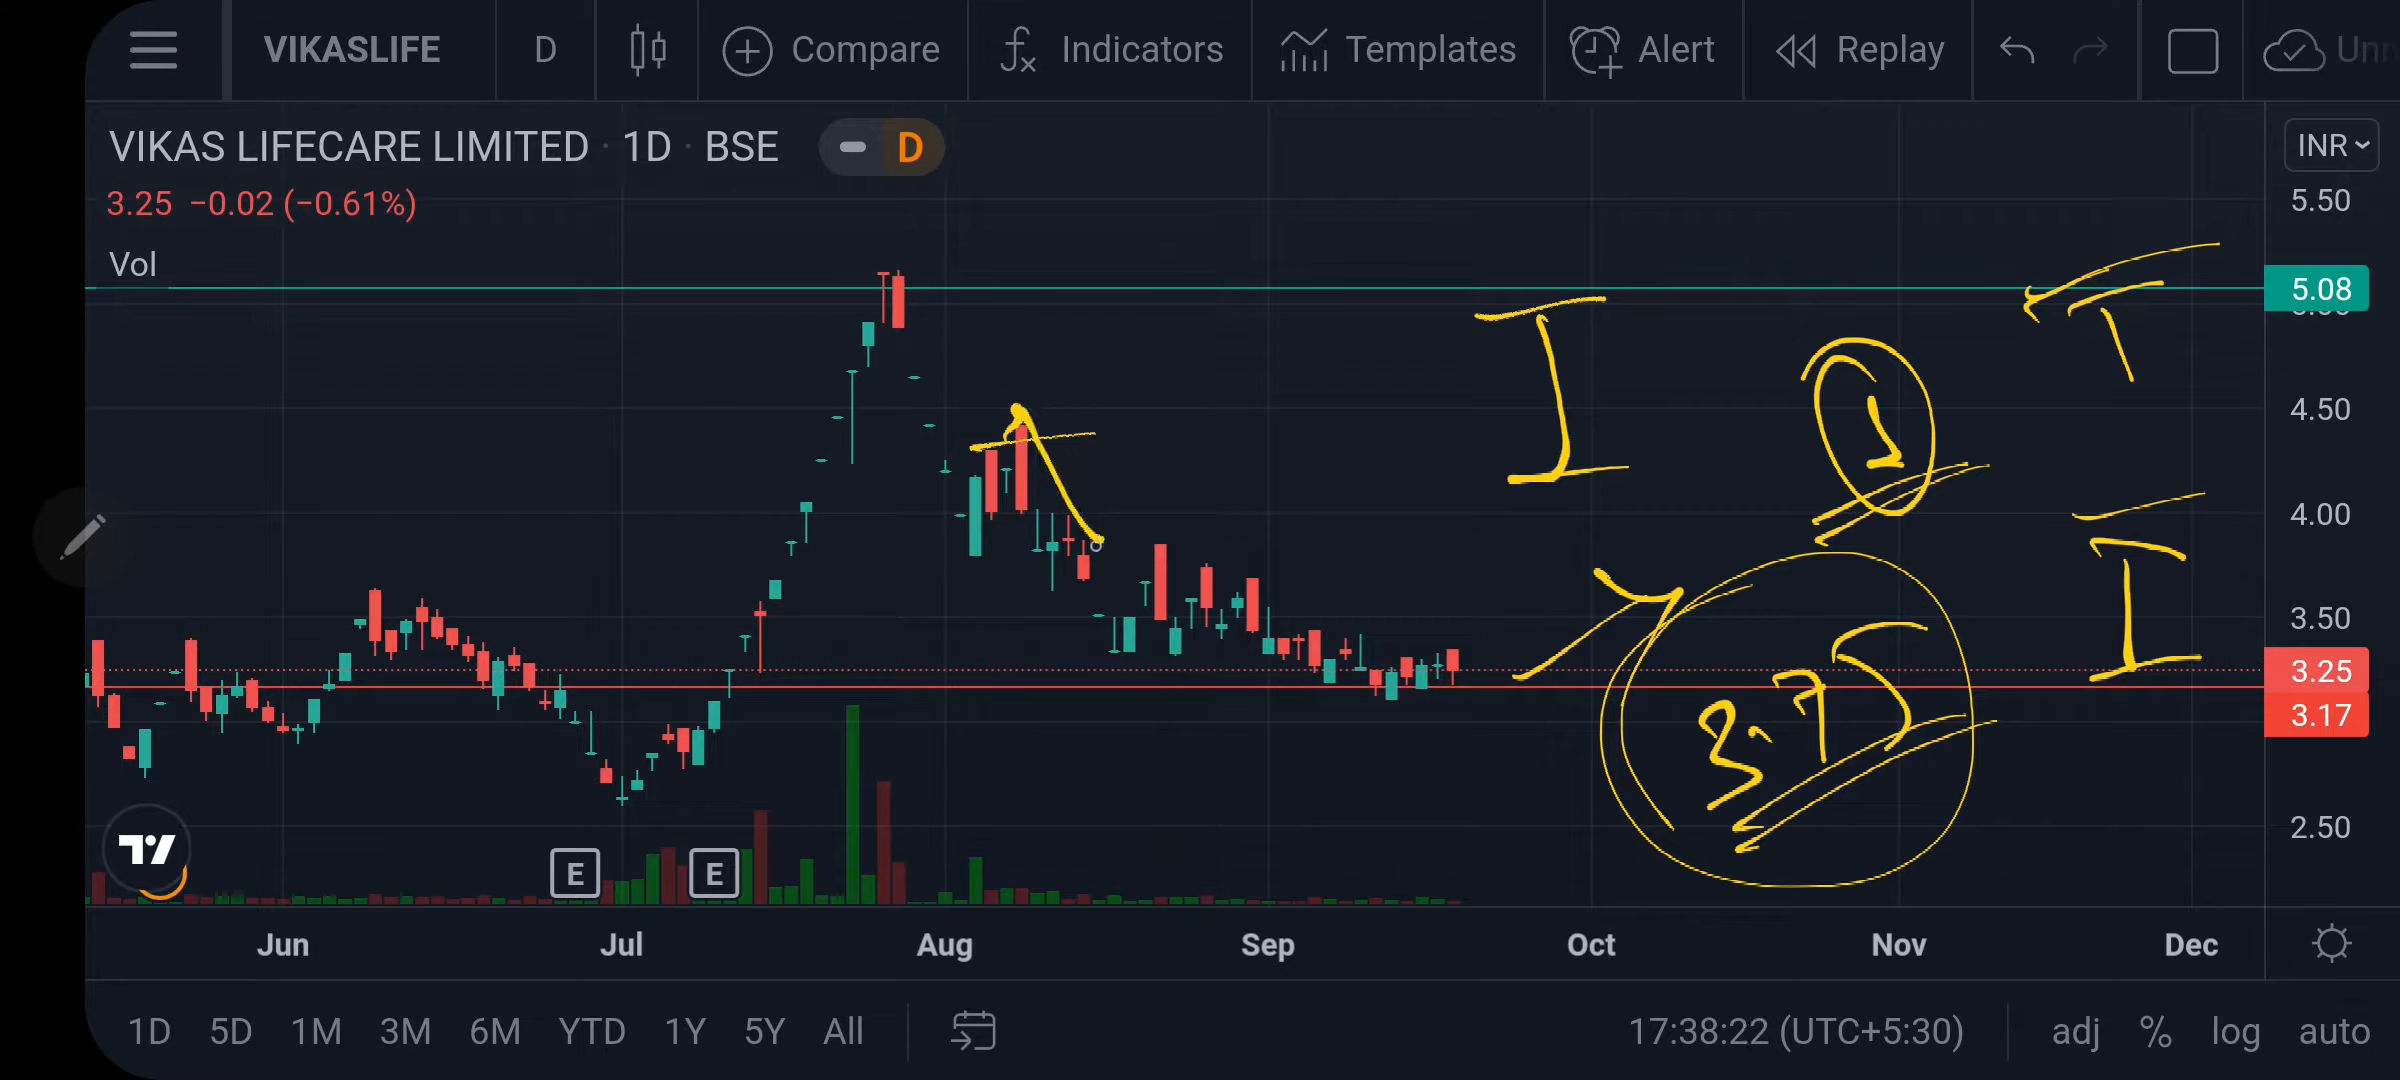 VIKASLIFE D Compare Indicators Templates Alert Replay Unn
VIKAS LIFECARE LIMITED · 1D · BSE D INR
3.25 −0.02 (−0.61%)
Vol
5.50
5.08
4.50
4.00
3.50
3.25
3.17
2.50
3.75
E E
Jun Jul Aug Sep Oct Nov Dec
1D 5D 1M 3M 6M YTD 1Y 5Y All 17:38:22 (UTC+5:30) adj % log auto